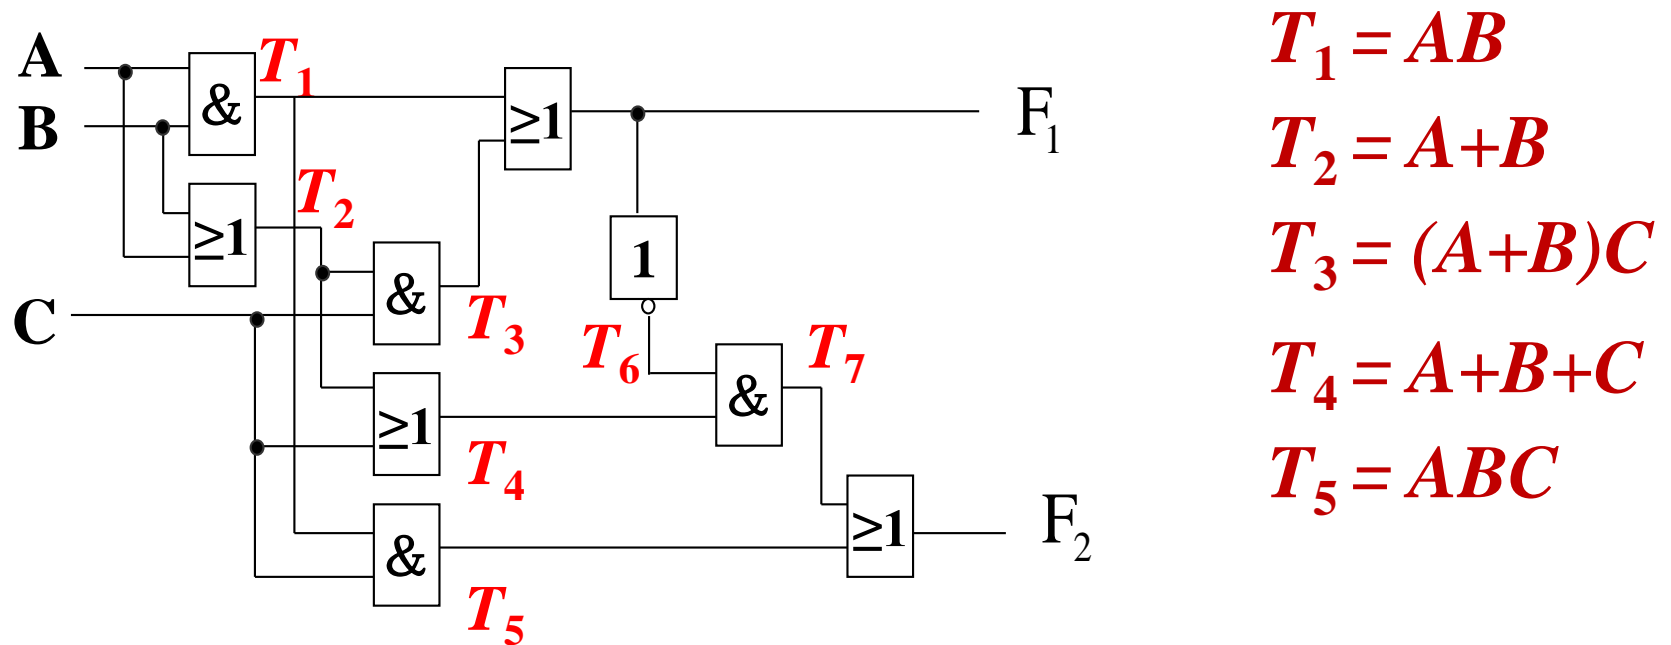 A
B
C
&
≥1
&
≥1
&
≥1
1
&
≥1
T₁
T₂
T₃
T₄
T₅
T₆
T₇
F₁
F₂
T₁ = AB
T₂ = A+B
T₃ = (A+B)C
T₄ = A+B+C
T₅ = ABC